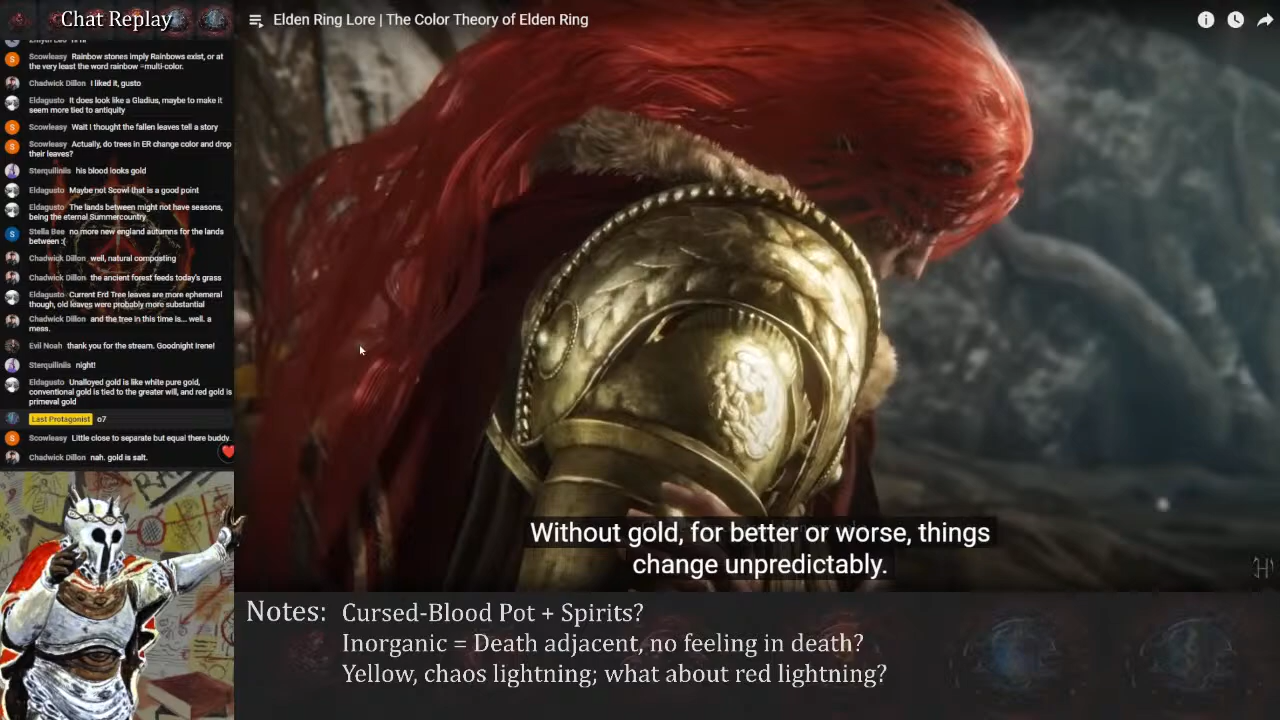 Chat Replay
Scowleasy Rainbow stones imply Rainbows exist, or at
the very least the word rainbow =multi-color.
Chadwick Dillon I liked it, gusto
Eldagusto It does look like a Gladius, maybe to make it
seem more tied to antiquity
Scowleasy Wait I thought the fallen leaves tell a story
Scowleasy Actually, do trees in ER change color and drop
their leaves?
Sterquiliniis his blood looks gold
Eldagusto Maybe not Scowl that is a good point
Eldagusto The lands between might not have seasons,
being the eternal Summercountry
Stella Bee no more new england autumns for the lands
between :(
Chadwick Dillon well, natural composting
Chadwick Dillon the ancient forest feeds today's grass
Eldagusto Current Erd Tree leaves are more ephemeral
though, old leaves were probably more substantial
Chadwick Dillon and the tree in this time is... well. a
mess.
Evil Noah thank you for the stream. Goodnight Irene!
Sterquiliniis night!
Eldagusto Unalloyed gold is like white pure gold,
conventional gold is tied to the greater will, and red gold is
primeval gold
Last Protagonist o7
Scowleasy Little close to separate but equal there buddy.
Chadwick Dillon nah. gold is salt.
Elden Ring Lore | The Color Theory of Elden Ring
Without gold, for better or worse, things
change unpredictably.
Notes: Cursed-Blood Pot + Spirits?
Inorganic = Death adjacent, no feeling in death?
Yellow, chaos lightning; what about red lightning?